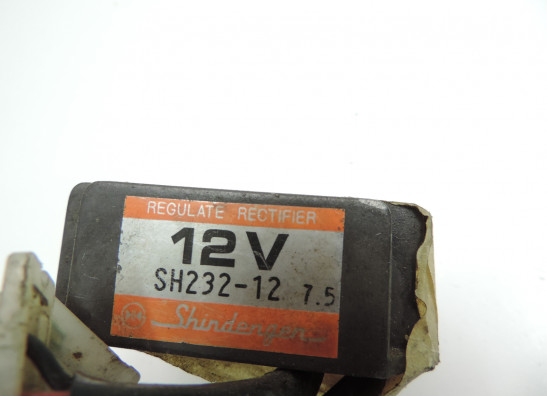 REGULATE RECTIFIER
12V
SH232-12 7.5
Shindengen